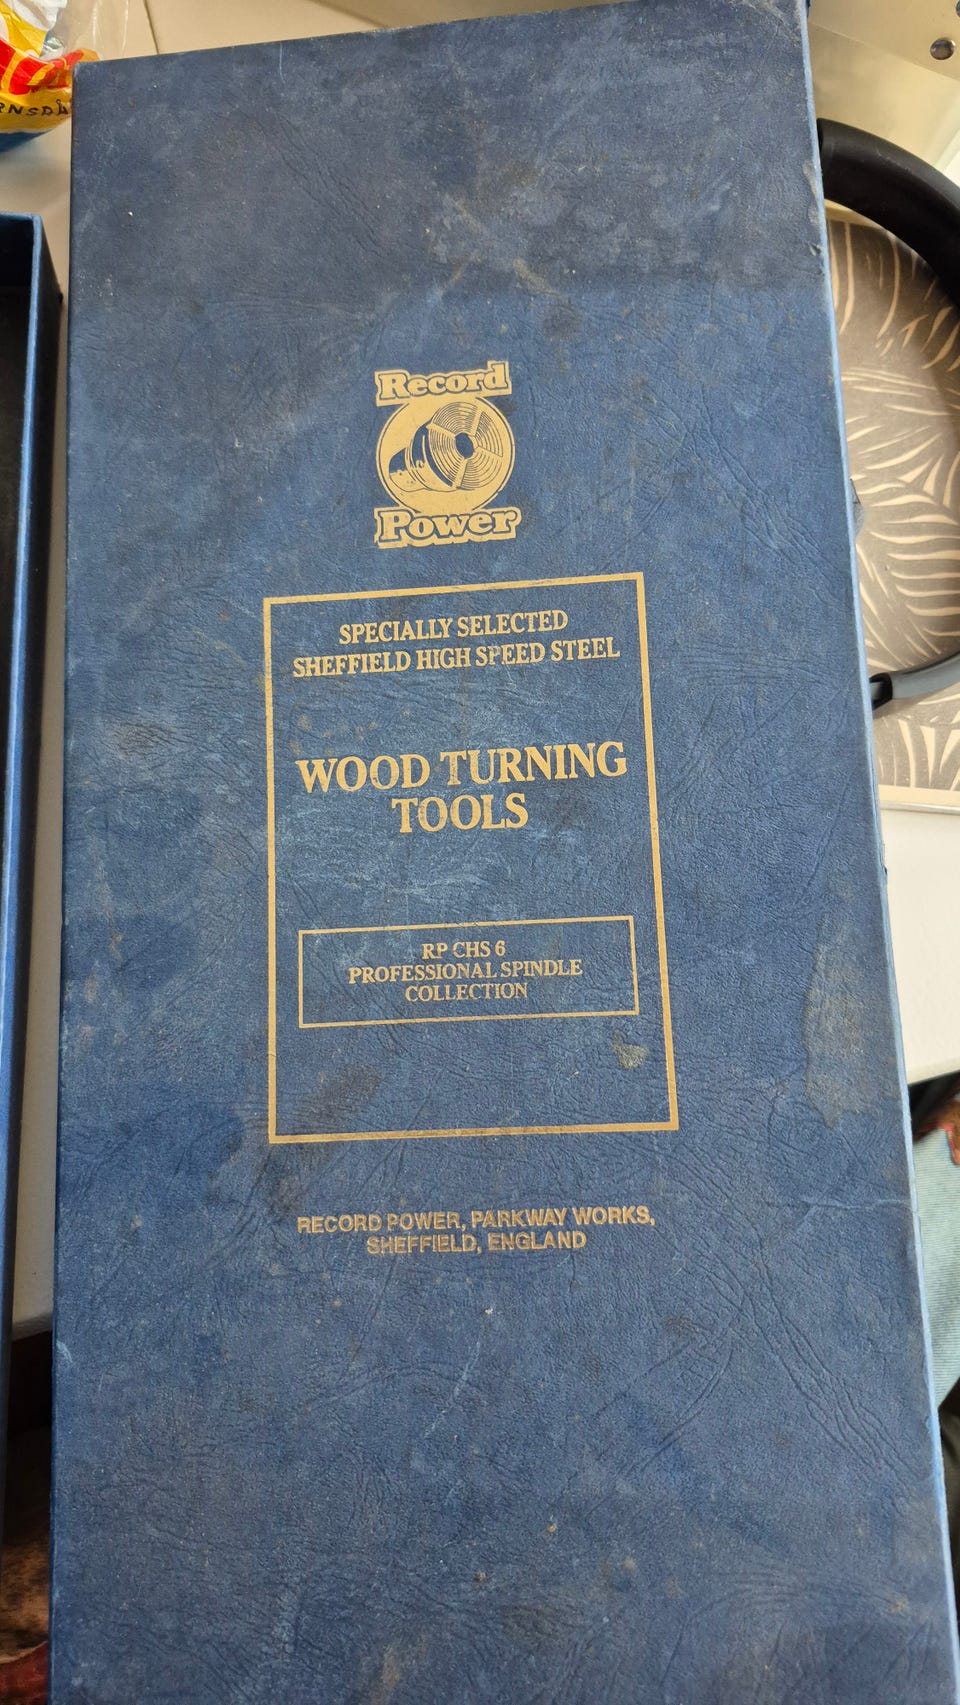 Record
Power
SPECIALLY SELECTED
SHEFFIELD HIGH SPEED STEEL
WOOD TURNING
TOOLS
RP CHS 6
PROFESSIONAL SPINDLE
COLLECTION
RECORD POWER, PARKWAY WORKS,
SHEFFIELD, ENGLAND